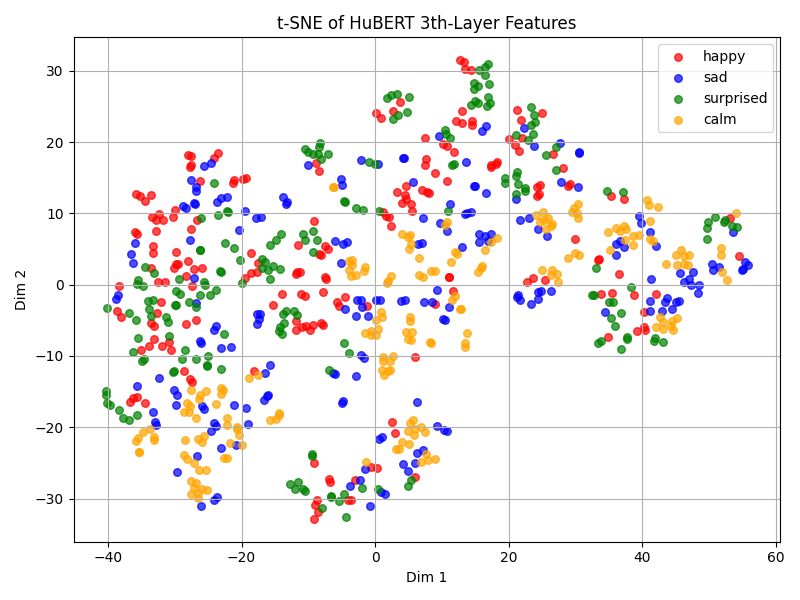 t-SNE of HuBERT 3th-Layer Features
happy
sad
surprised
calm
30
20
10
0
−10
−20
−30
Dim 2
−40 −20 0 20 40 60
Dim 1